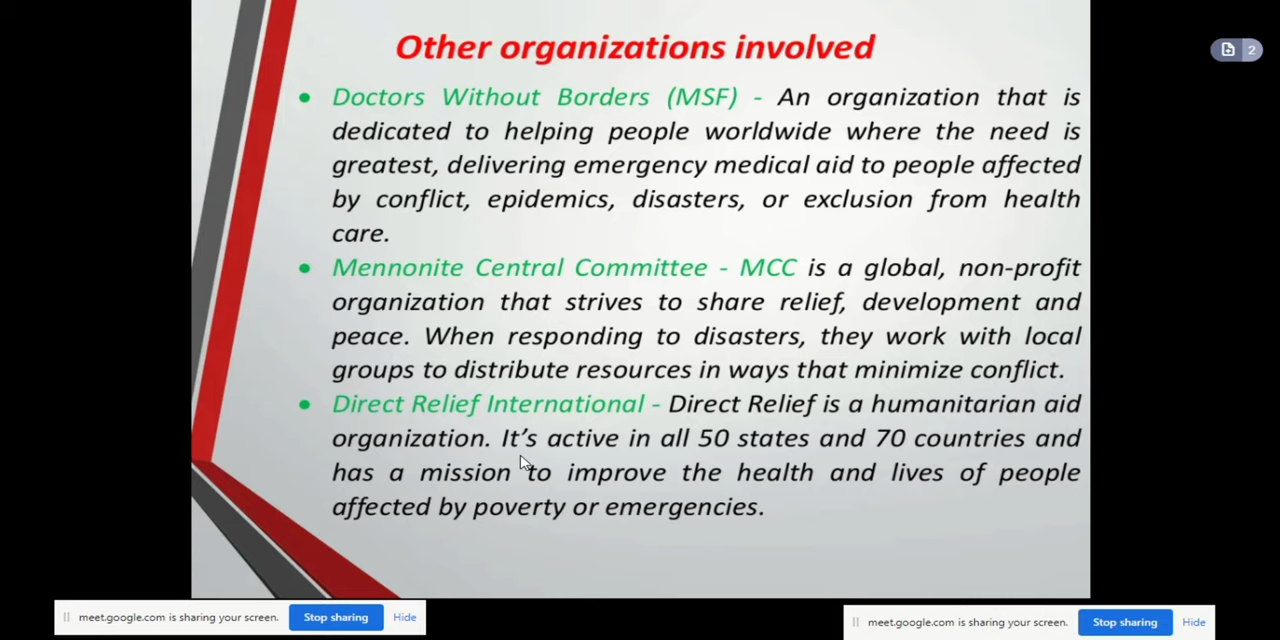 Other organizations involved
2
• Doctors Without Borders (MSF) - An organization that is
dedicated to helping people worldwide where the need is
greatest, delivering emergency medical aid to people affected
by conflict, epidemics, disasters, or exclusion from health
care.
• Mennonite Central Committee - MCC is a global, non-profit
organization that strives to share relief, development and
peace. When responding to disasters, they work with local
groups to distribute resources in ways that minimize conflict.
• Direct Relief International - Direct Relief is a humanitarian aid
organization. It’s active in all 50 states and 70 countries and
has a mission to improve the health and lives of people
affected by poverty or emergencies.
meet.google.com is sharing your screen. Stop sharing Hide
meet.google.com is sharing your screen. Stop sharing Hide